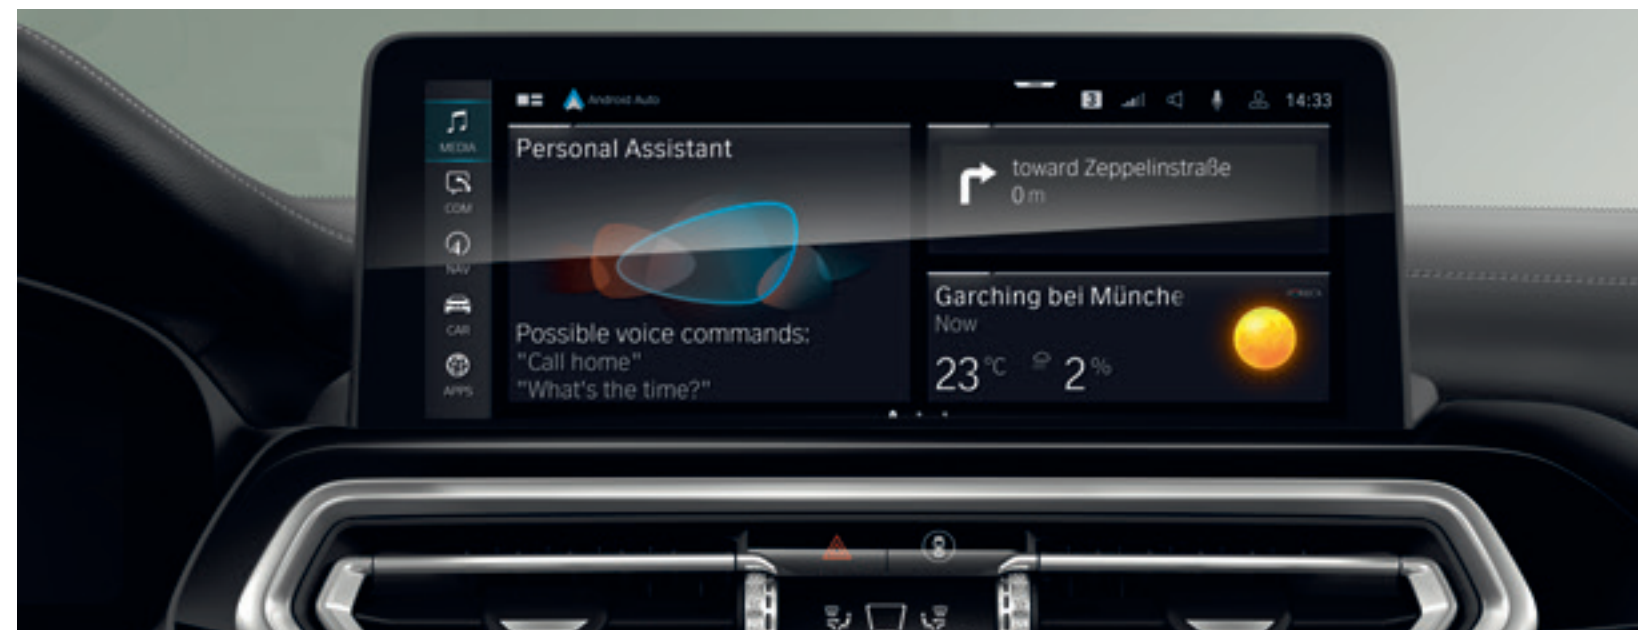 MEDIA
COM
NAV
CAR
APPS
Android Auto
3
14:33
Personal Assistant
Possible voice commands:
"Call home"
"What's the time?"
toward Zeppelinstraße
0 m
Garching bei Münche
Now
23 °C 2 %